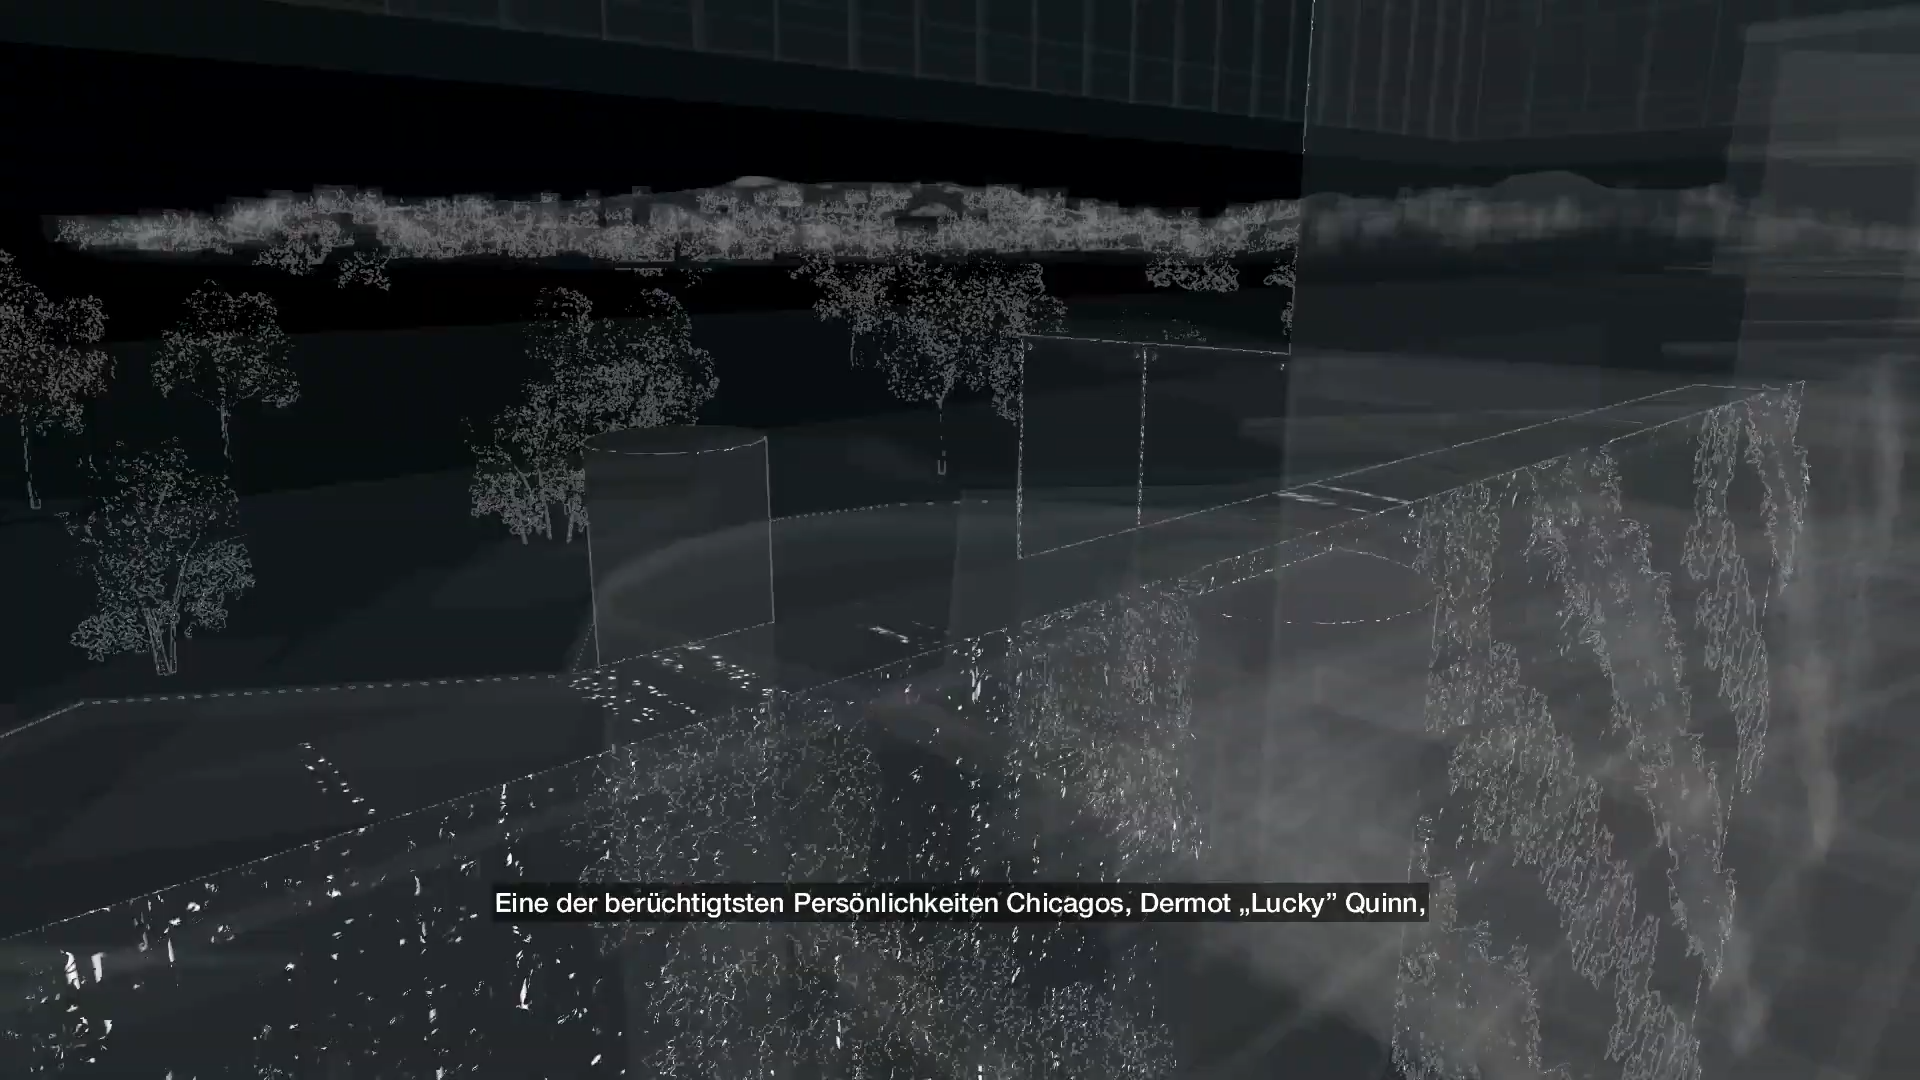 Eine der berüchtigtsten Persönlichkeiten Chicagos, Dermot „Lucky” Quinn,